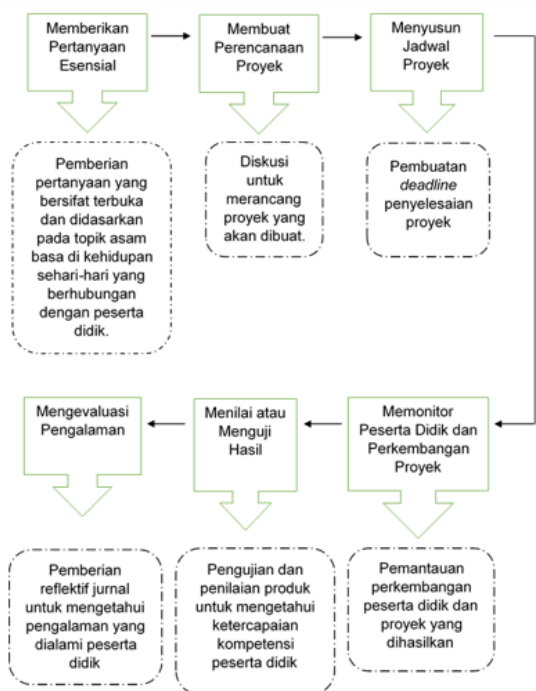 Memberikan
Pertanyaan
Esensial
Membuat
Perencanaan
Proyek
Menyusun
Jadwal
Proyek
Pemberian
pertanyaan yang
bersifat terbuka
dan didasarkan
pada topik asam
basa di kehidupan
sehari-hari yang
berhubungan
dengan peserta
didik.
Diskusi
untuk
merancang
proyek yang
akan dibuat.
Pembuatan
deadline
penyelesaian
proyek
Memonitor
Peserta Didik dan
Perkembangan
Proyek
Menilai atau
Menguji
Hasil
Mengevaluasi
Pengalaman
Pemantauan
perkembangan
peserta didik dan
proyek yang
dihasilkan
Pengujian dan
penilaian produk
untuk mengetahui
ketercapaian
kompetensi
peserta didik
Pemberian
reflektif jurnal
untuk mengetahui
pengalaman yang
dialami peserta
didik